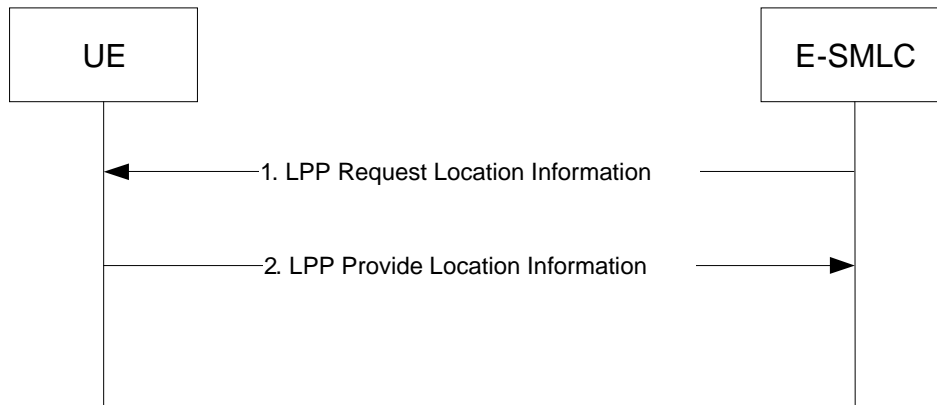 UE
E-SMLC
1. LPP Request Location Information
2. LPP Provide Location Information